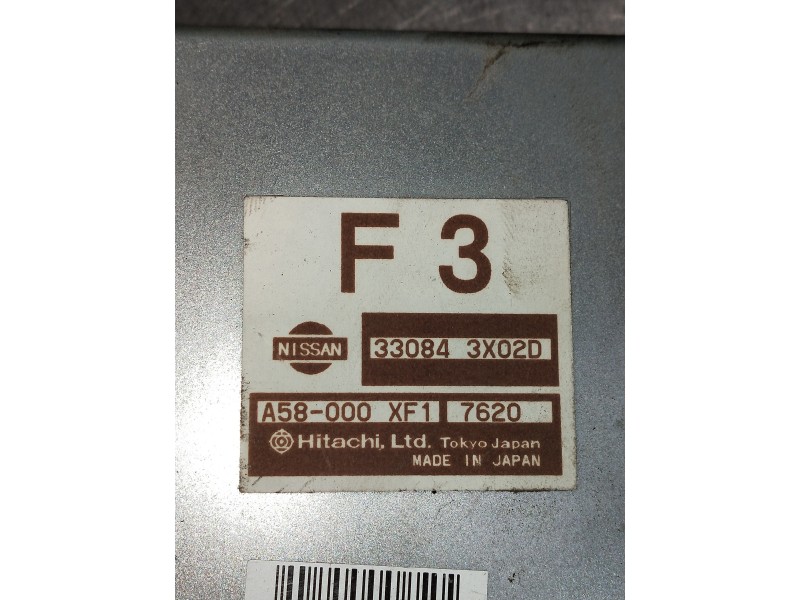 F 3
NISSAN 33084 3X02D
A58-000 XF1 7620
Hitachi, Ltd. Tokyo Japan
MADE IN JAPAN